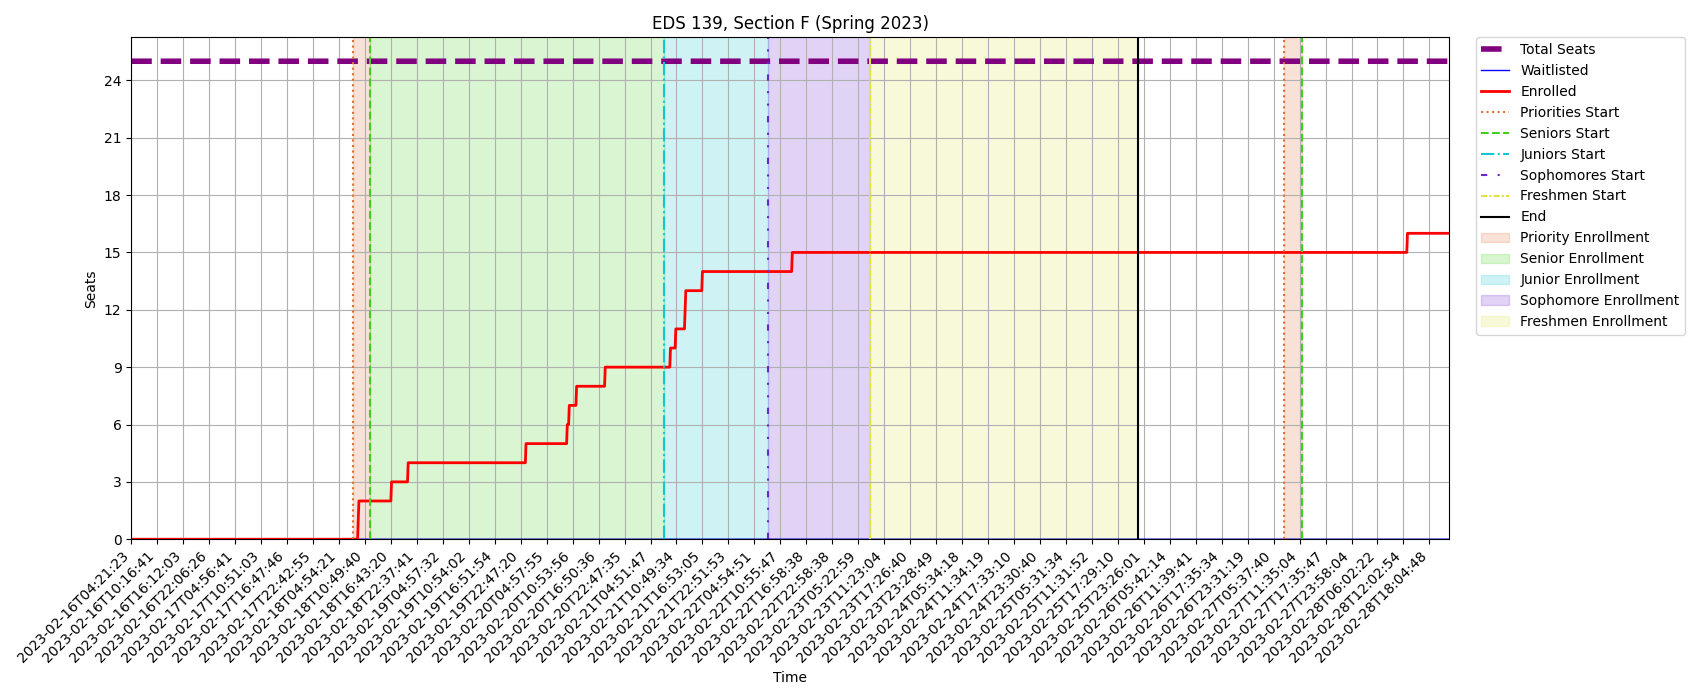 EDS 139, Section F (Spring 2023)
Seats
24
21
18
15
12
9
6
3
0
2023-02-16T04:21:23
2023-02-16T10:16:41
2023-02-16T16:12:03
2023-02-16T22:06:26
2023-02-17T04:56:41
2023-02-17T10:51:03
2023-02-17T16:47:46
2023-02-17T22:42:55
2023-02-18T04:54:21
2023-02-18T10:49:40
2023-02-18T16:43:20
2023-02-18T22:37:41
2023-02-19T04:57:32
2023-02-19T10:54:02
2023-02-19T16:51:54
2023-02-19T22:47:20
2023-02-20T04:57:55
2023-02-20T10:53:56
2023-02-20T16:50:36
2023-02-20T22:47:35
2023-02-21T04:51:47
2023-02-21T10:49:34
2023-02-21T16:53:05
2023-02-21T22:51:53
2023-02-22T04:54:51
2023-02-22T10:55:47
2023-02-22T16:58:38
2023-02-22T22:58:38
2023-02-23T05:22:59
2023-02-23T11:23:04
2023-02-23T17:26:40
2023-02-23T23:28:49
2023-02-24T05:34:18
2023-02-24T11:34:19
2023-02-24T17:33:10
2023-02-24T23:30:40
2023-02-25T05:31:34
2023-02-25T11:31:52
2023-02-25T17:29:10
2023-02-25T23:26:01
2023-02-26T05:42:14
2023-02-26T11:39:41
2023-02-26T17:35:34
2023-02-26T23:31:19
2023-02-27T05:37:40
2023-02-27T11:35:04
2023-02-27T17:35:47
2023-02-27T23:58:04
2023-02-28T06:02:22
2023-02-28T12:02:54
2023-02-28T18:04:48
Time
Total Seats
Waitlisted
Enrolled
Priorities Start
Seniors Start
Juniors Start
Sophomores Start
Freshmen Start
End
Priority Enrollment
Senior Enrollment
Junior Enrollment
Sophomore Enrollment
Freshmen Enrollment